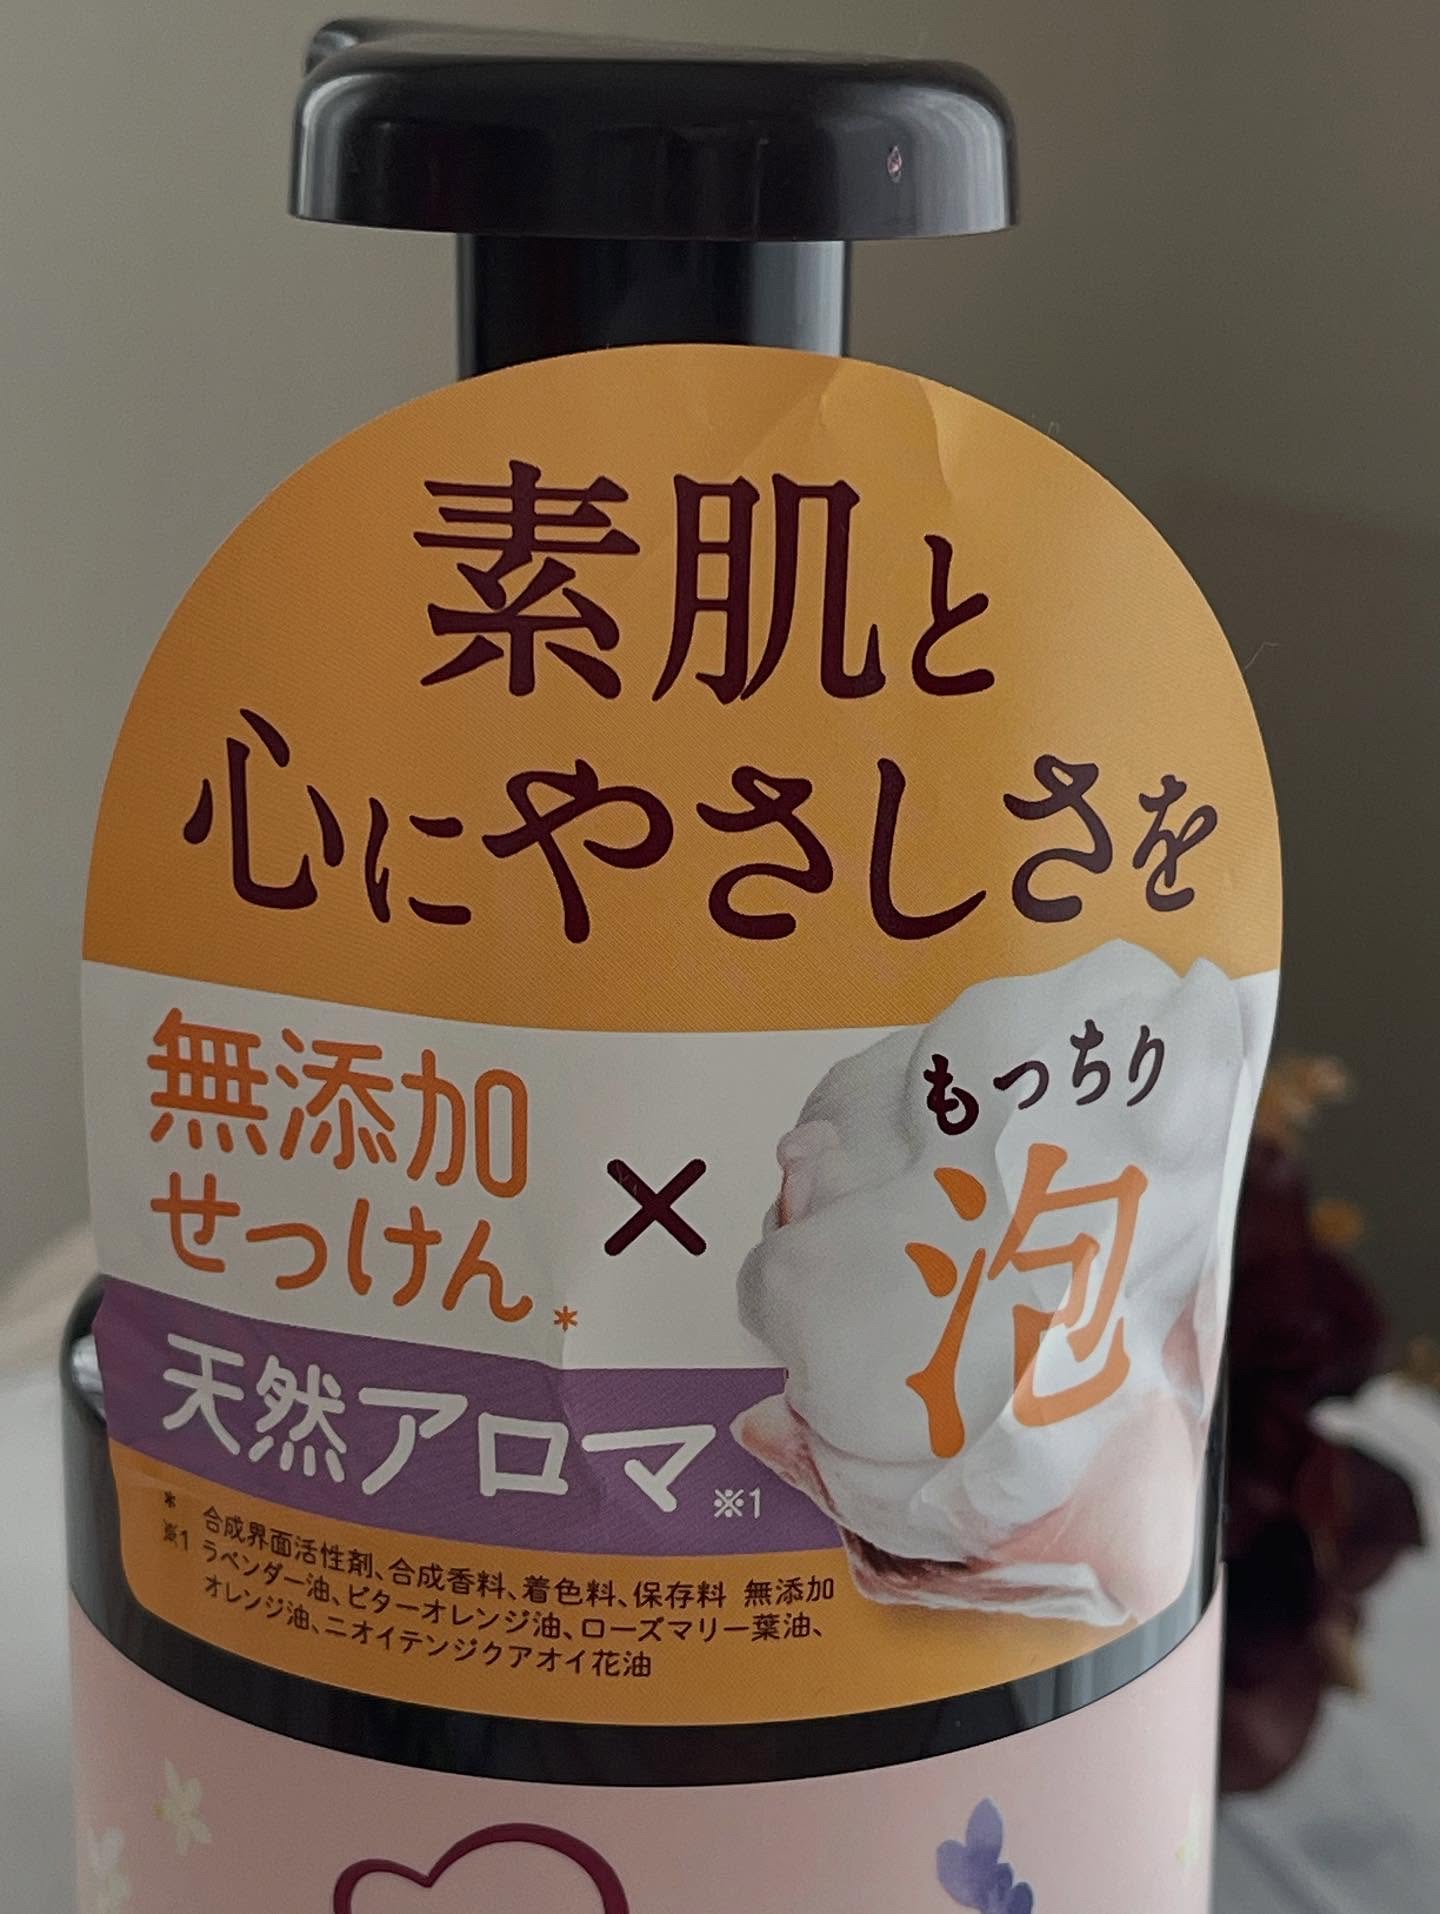 素肌と
心にやさしさを
無添加
せっけん*
×
もっちり
泡
天然アロマ※1
* 合成界面活性剤、合成香料、着色料、保存料 無添加
※1 ラベンダー油、ビターオレンジ油、ローズマリー葉油、
オレンジ油、ニオイテンジクアオイ花油